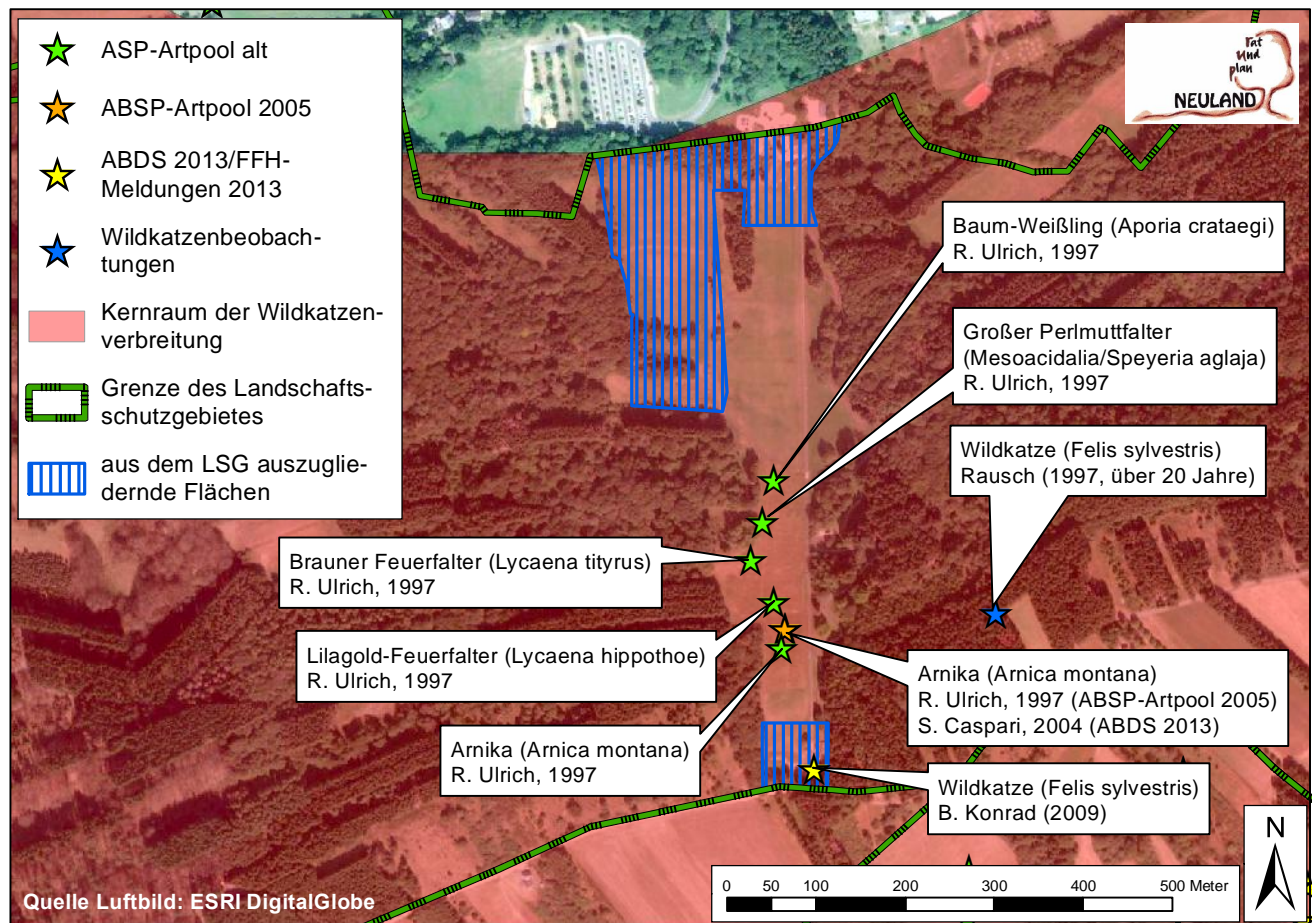 ASP-Artpool alt
ABSP-Artpool 2005
ABDS 2013/FFH-
Meldungen 2013
Wildkatzenbeobach-
tungen
Kernraum der Wildkatzen-
verbreitung
Grenze des Landschafts-
schutzgebietes
aus dem LSG auszuglie-
dernde Flächen
rat
und
plan
NEULAND
Baum-Weißling (Aporia crataegi)
R. Ulrich, 1997
Großer Perlmuttfalter
(Mesoacidalia/Speyeria aglaja)
R. Ulrich, 1997
Wildkatze (Felis sylvestris)
Rausch (1997, über 20 Jahre)
Brauner Feuerfalter (Lycaena tityrus)
R. Ulrich, 1997
Lilagold-Feuerfalter (Lycaena hippothoe)
R. Ulrich, 1997
Arnika (Arnica montana)
R. Ulrich, 1997 (ABSP-Artpool 2005)
S. Caspari, 2004 (ABDS 2013)
Arnika (Arnica montana)
R. Ulrich, 1997
Wildkatze (Felis sylvestris)
B. Konrad (2009)
N
0 50 100 200 300 400 500 Meter
Quelle Luftbild: ESRI DigitalGlobe